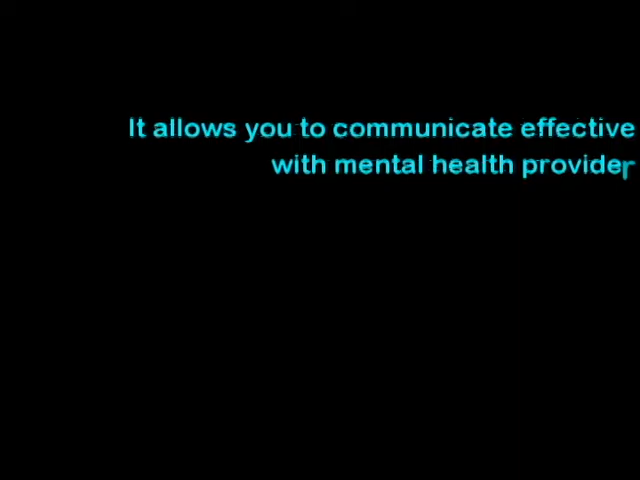 It allows you to communicate effective
with mental health provider